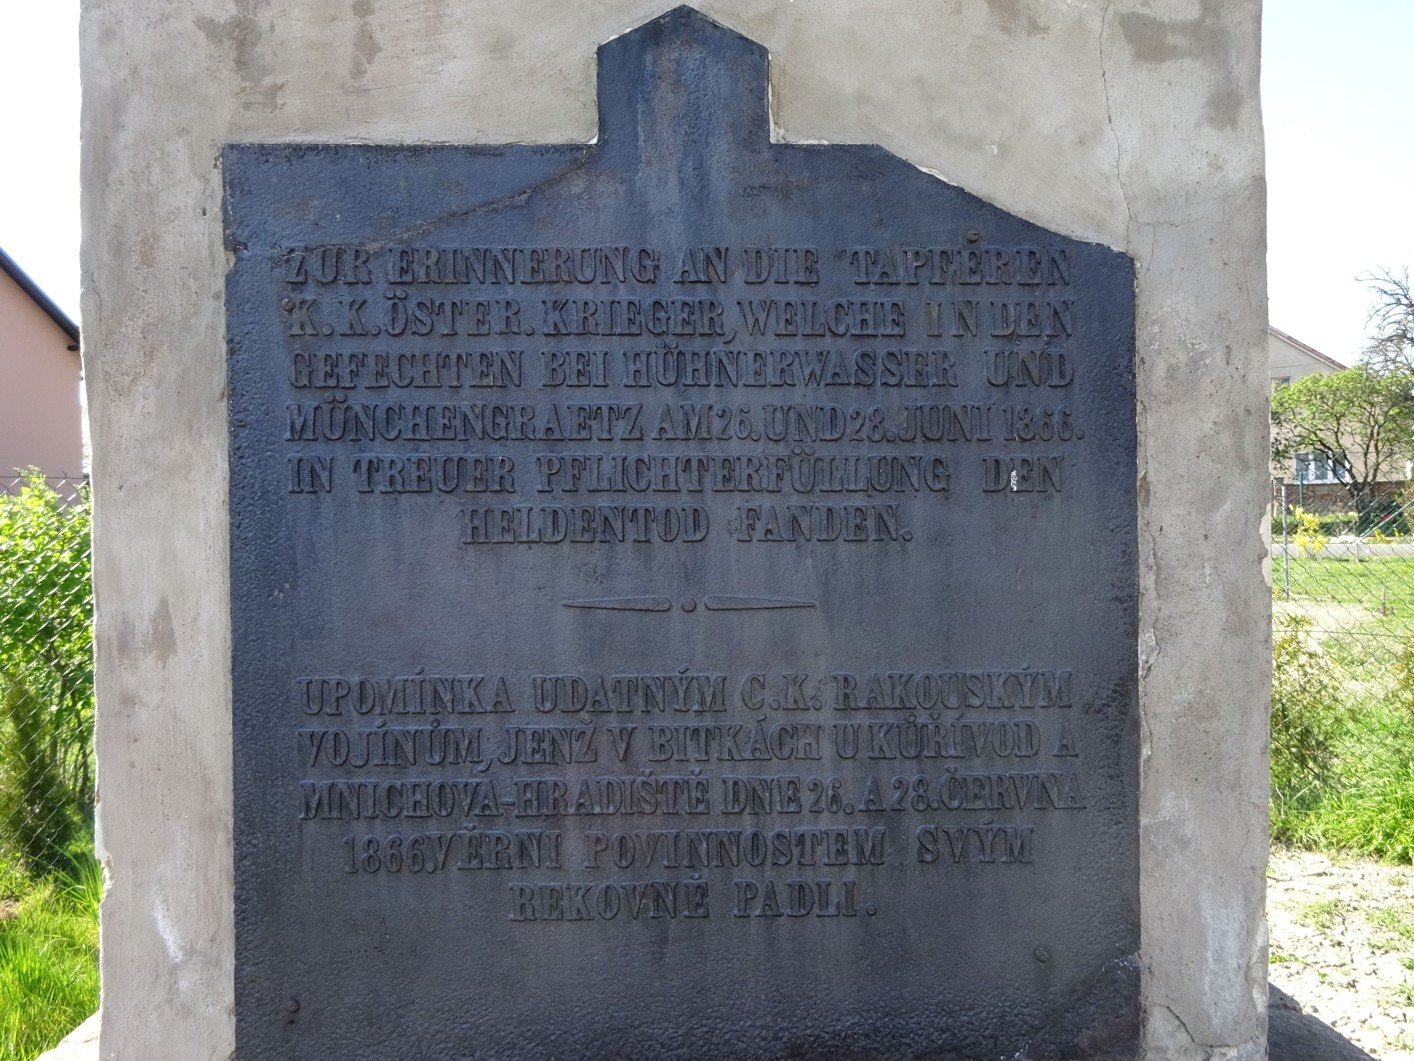 ZUR ERINNERUNG AN DIE TAPFEREN
K.K.ÖSTER. KRIEGER, WELCHE IN DEN
GEFECHTEN BEI HÜHNERWASSER UND
MÜNCHENGRAETZ AM 26. UND 28. JUNI 1866.
IN TREUER PFLICHTERFÜLLUNG DEN
HELDENTOD FANDEN.
UPOMÍNKA UDATNÝM C.K. RAKOUSKÝM
VOJÍNŮM, JENŽ V BITKÁCH U KŮŘÍVOD A
MNICHOVÁ-HRADIŠTĚ DNE 26. A 28. ČERVNA
1866. VĚRNI POVINNOSTEM SVÝM
REKOVNĚ PADLI.